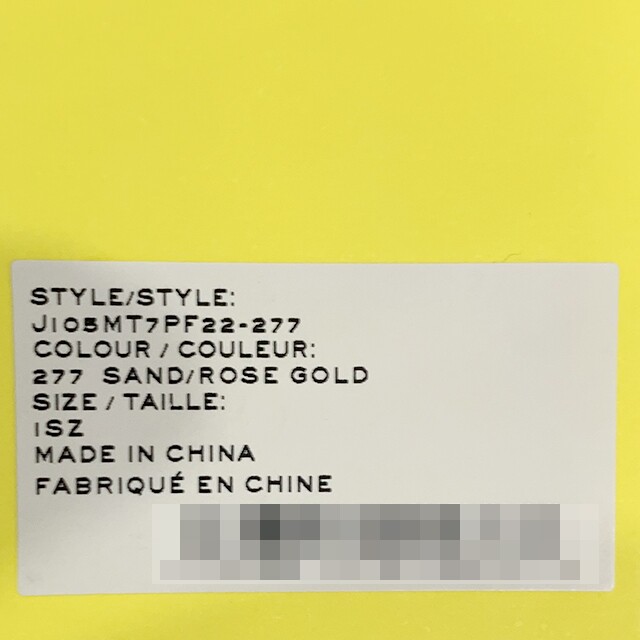 STYLE/STYLE:
J105MT7PF22-277
COLOUR / COULEUR:
277 SAND/ROSE GOLD
SIZE / TAILLE:
1SZ
MADE IN CHINA
FABRIQUÉ EN CHINE